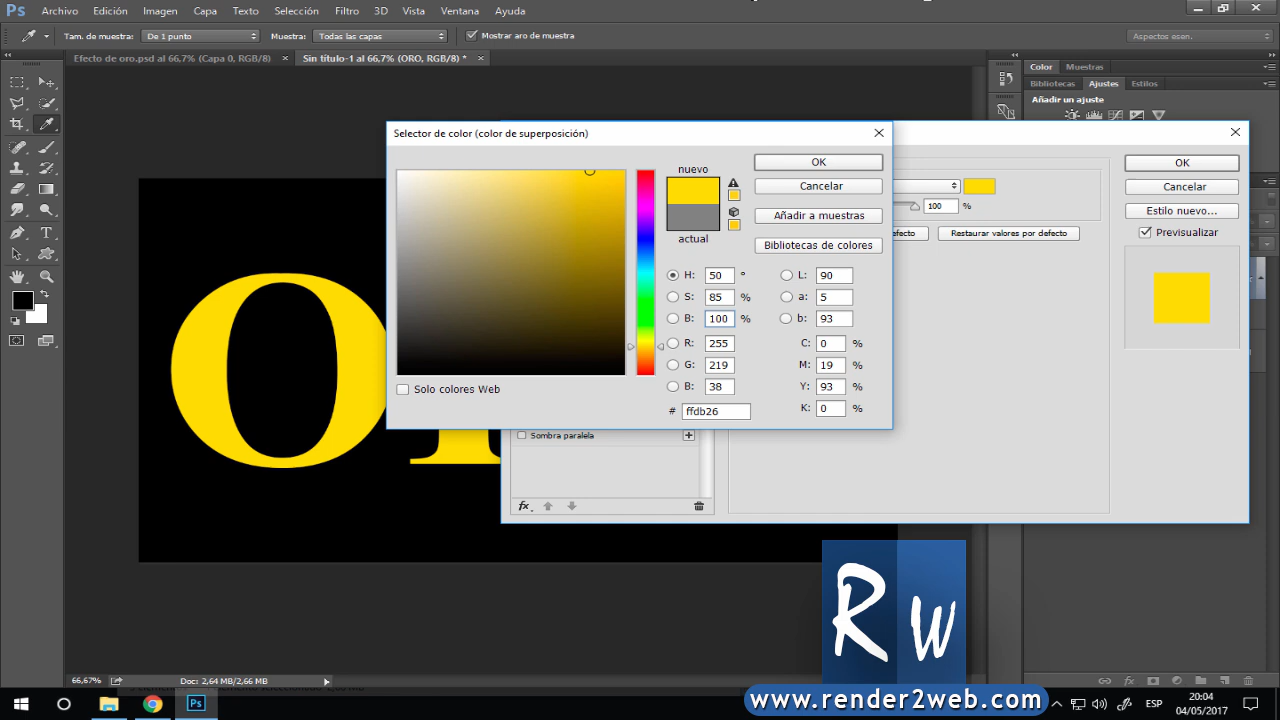 Ps Archivo Edición Imagen Capa Texto Selección Filtro 3D Vista Ventana Ayuda
Tam. de muestra: De 1 punto Muestra: Todas las capas Mostrar aro de muestra Aspectos esen.
Efecto de oro.psd al 66,7% (Capa 0, RGB/8) Sin título-1 al 66,7% (ORO, RGB/8) *
Color Muestras
Bibliotecas Ajustes Estilos
Añadir un ajuste
Selector de color (color de superposición)
nuevo
actual
OK
Cancelar
Añadir a muestras
Bibliotecas de colores
H: 50 ° L: 90
S: 85 % a: 5
B: 100 % b: 93
R: 255 C: 0 %
G: 219 M: 19 %
B: 38 Y: 93 %
# ffdb26 K: 0 %
Solo colores Web
100 %
efecto Restaurar valores por defecto
OK
Cancelar
Estilo nuevo...
Previsualizar
Sombra paralela
fx
O
T
66,67% Doc: 2,64 MB/2,66 MB
Rw
www.render2web.com
Ps
ESP
20:04
04/05/2017